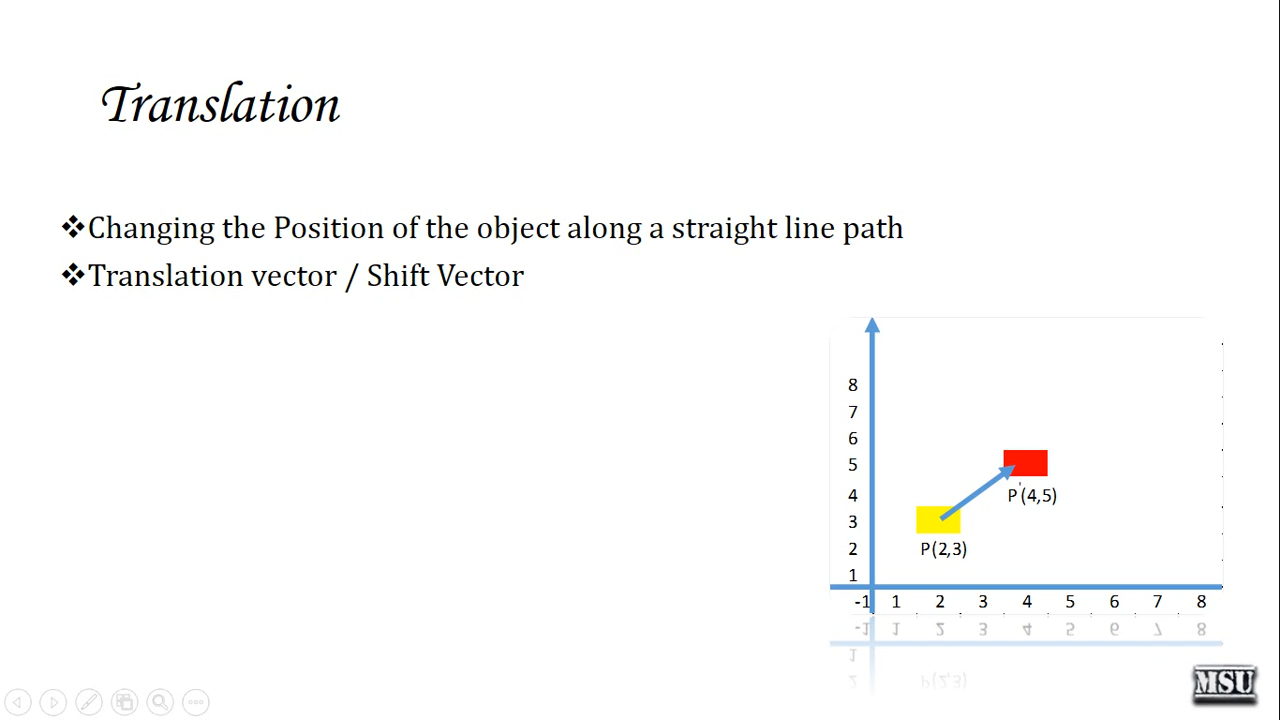 Translation
❖Changing the Position of the object along a straight line path
❖Translation vector / Shift Vector
8
7
6
5
4
3
2
1
P'(4,5)
P(2,3)
-1 1 2 3 4 5 6 7 8
MSU